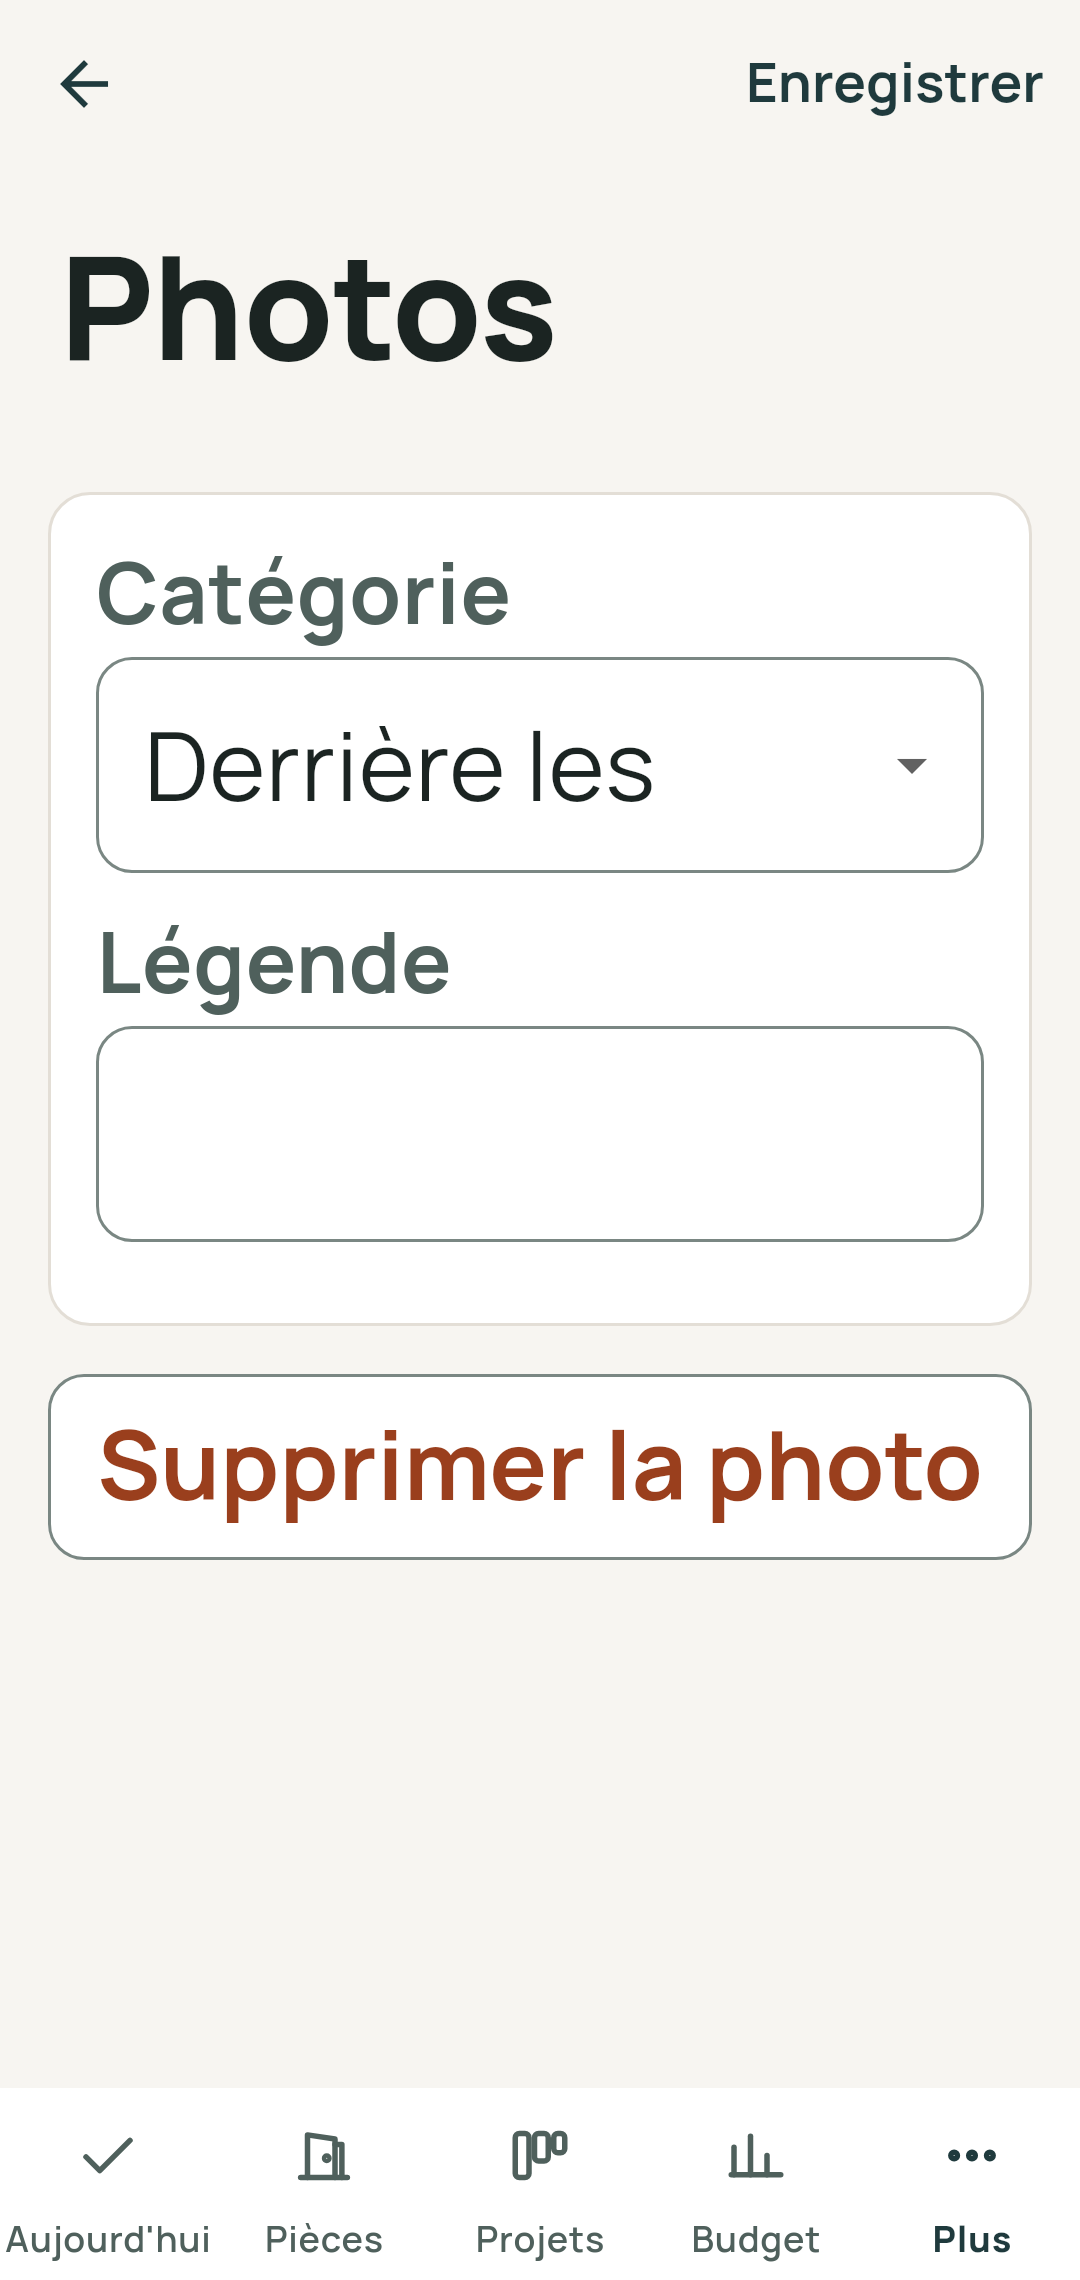 Enregistrer
Photos
Catégorie
Derrière les
Légende
Supprimer la photo
Aujourd'hui
Pièces
Projets
Budget
Plus